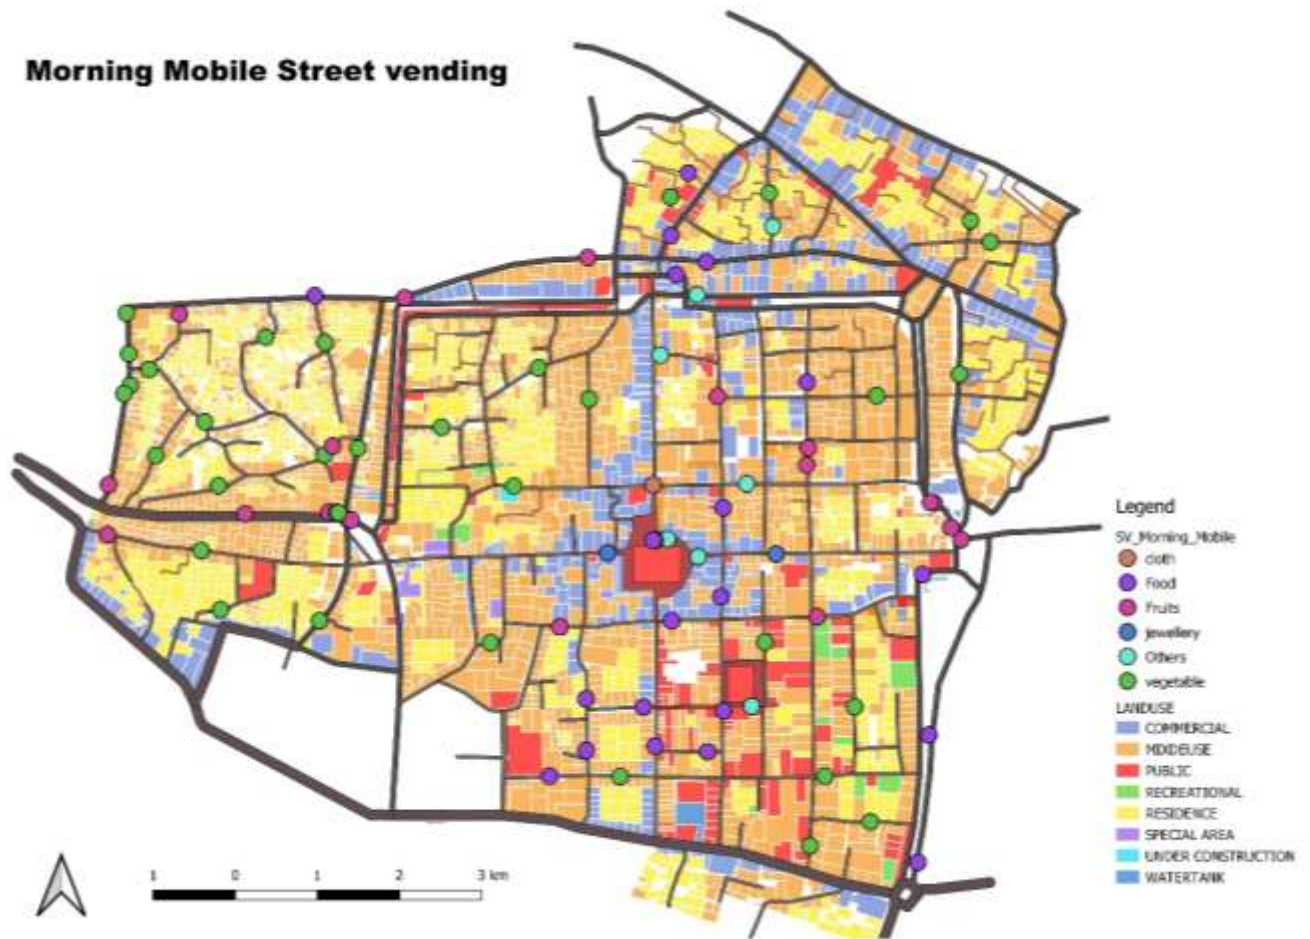 Morning Mobile Street vending
Legend
SV_Morning_Mobile
cloth
Food
Fruits
jewellery
Others
vegetable
LANDUSE
COMMERCIAL
MIXDEUSE
PUBLIC
RECREATIONAL
RESIDENCE
SPECIAL AREA
UNDER CONSTRUCTION
WATERTANK
1 0 1 2 3 km